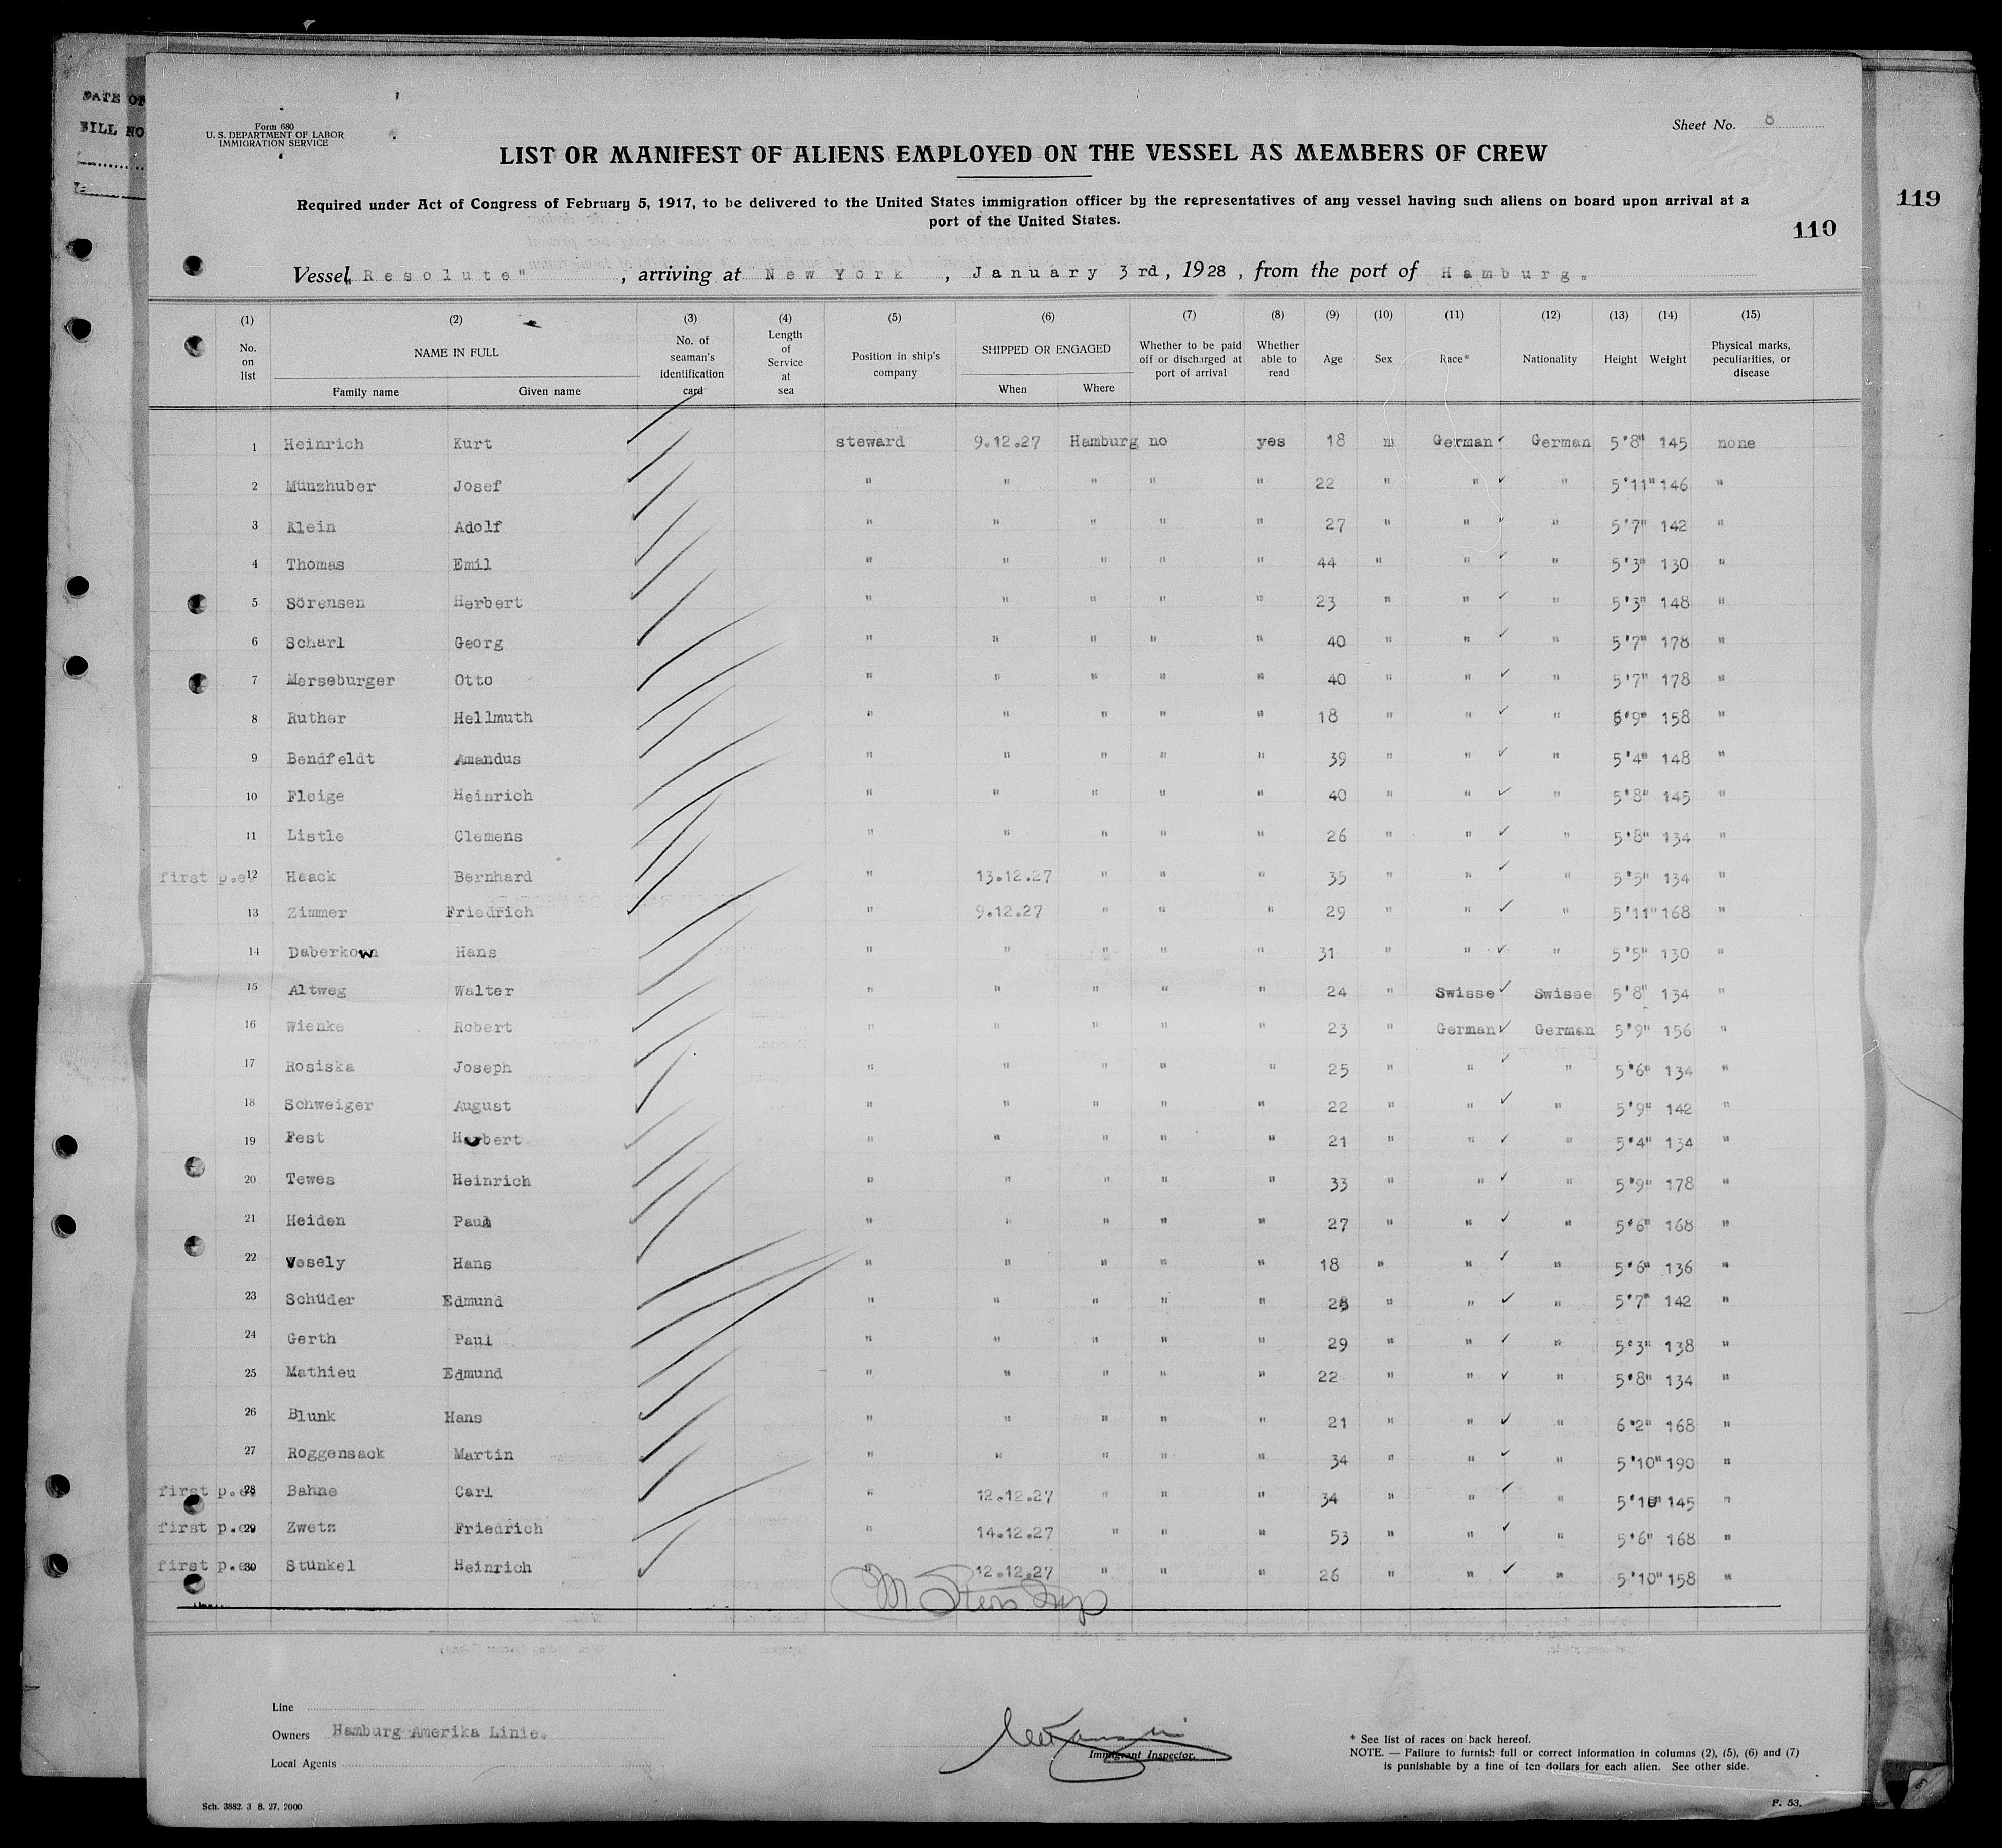 DATE OF
BILL NO
Form 680
U. S. DEPARTMENT OF LABOR
IMMIGRATION SERVICE
Sheet No. 8
LIST OR MANIFEST OF ALIENS EMPLOYED ON THE VESSEL AS MEMBERS OF CREW
Required under Act of Congress of February 5, 1917, to be delivered to the United States immigration officer by the representatives of any vessel having such aliens on board upon arrival at a
port of the United States.
110
119
Vessel "Resolute", arriving at New York, January 3rd, 1928, from the port of Hamburg.
(1) No. on list (2) NAME IN FULL Family name Given name (3) No. of seaman's identification card (4) Length of Service at sea (5) Position in ship's company (6) SHIPPED OR ENGAGED When Where (7) Whether to be paid off or discharged at port of arrival (8) Whether able to read (9) Age (10) Sex (11) Race* (12) Nationality (13) Height (14) Weight (15) Physical marks, peculiarities, or disease
1 Heinrich Kurt steward 9.12.27 Hamburg no yes 18 m German German 5'8" 145 none
2 Münzhuber Josef " " " " " 22 " " " 5'11" 146 "
3 Klein Adolf " " " " " 27 " " " 5'7" 142 "
4 Thomas Emil " " " " " 44 " " " 5'3" 130 "
5 Sörensen Herbert " " " " " 23 " " " 5'3" 148 "
6 Scharl Georg " " " " " 40 " " " 5'7" 178 "
7 Merseburger Otto " " " " " 40 " " " 5'7" 178 "
8 Ruther Hellmuth " " " " " 18 " " " 5'9" 158 "
9 Bendfeldt Amandus " " " " " 39 " " " 5'4" 148 "
10 Fleige Heinrich " " " " " 40 " " " 5'8" 145 "
11 Listle Clemens " " " " " 26 " " " 5'8" 134 "
first p.e. 12 Haack Bernhard " 13.12.27 " " " 35 " " " 5'5" 134 "
13 Zimmer Friedrich " 9.12.27 " " " 29 " " " 5'11" 168 "
14 Daberkow Hans " " " " " 31 " " " 5'5" 130 "
15 Altweg Walter " " " " " 24 " Swisse Swisse 5'8" 134 "
16 Wienke Robert " " " " " 23 " German German 5'9" 156 "
17 Rosiska Joseph " " " " " 25 " " " 5'6" 134 "
18 Schweiger August " " " " " 22 " " " 5'9" 142 "
19 Fest Herbert " " " " " 21 " " " 5'4" 134 "
20 Tewes Heinrich " " " " " 33 " " " 5'9" 178 "
21 Heiden Paul " " " " " 27 " " " 5'6" 168 "
22 Vesely Hans " " " " " 18 " " " 5'6" 136 "
23 Schüder Edmund " " " " " 28 " " " 5'7" 142 "
24 Gerth Paul " " " " " 29 " " " 5'3" 138 "
25 Mathieu Edmund " " " " " 22 " " " 5'8" 134 "
26 Blunk Hans " " " " " 21 " " " 6'2" 168 "
27 Roggensack Martin " " " " " 34 " " " 5'10" 190 "
first p.e. 28 Bahne Carl " 12.12.27 " " " 34 " " " 5'10" 145 "
first p.e. 29 Zwetz Friedrich " 14.12.27 " " " 53 " " " 5'6" 168 "
first p.e. 30 Stünkel Heinrich " 12.12.27 " " " 26 " " " 5'10" 158 "
Line
Owners Hamburg Amerika Linie.
Local Agents
Immigrant Inspector.
* See list of races on back hereof.
NOTE. — Failure to furnish full or correct information in columns (2), (5), (6) and (7)
is punishable by a fine of ten dollars for each alien. See other side.
Sch. 3882. 3 8. 27. 2000
F. 53.